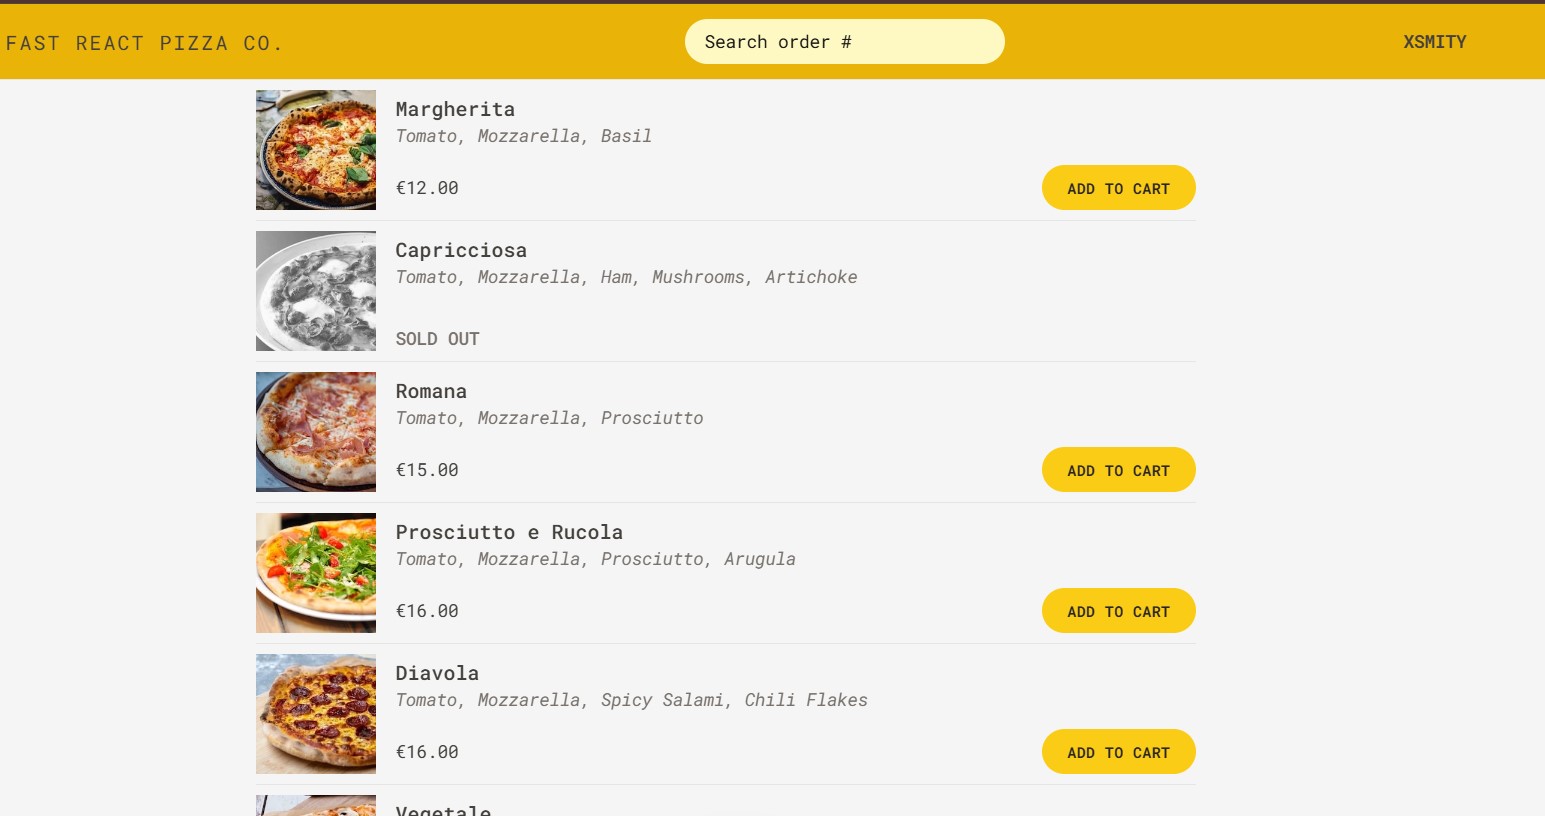 FAST REACT PIZZA CO.
Search order #
XSMITY
Margherita
Tomato, Mozzarella, Basil
€12.00
ADD TO CART
Capricciosa
Tomato, Mozzarella, Ham, Mushrooms, Artichoke
SOLD OUT
Romana
Tomato, Mozzarella, Prosciutto
€15.00
ADD TO CART
Prosciutto e Rucola
Tomato, Mozzarella, Prosciutto, Arugula
€16.00
ADD TO CART
Diavola
Tomato, Mozzarella, Spicy Salami, Chili Flakes
€16.00
ADD TO CART
Vegetale